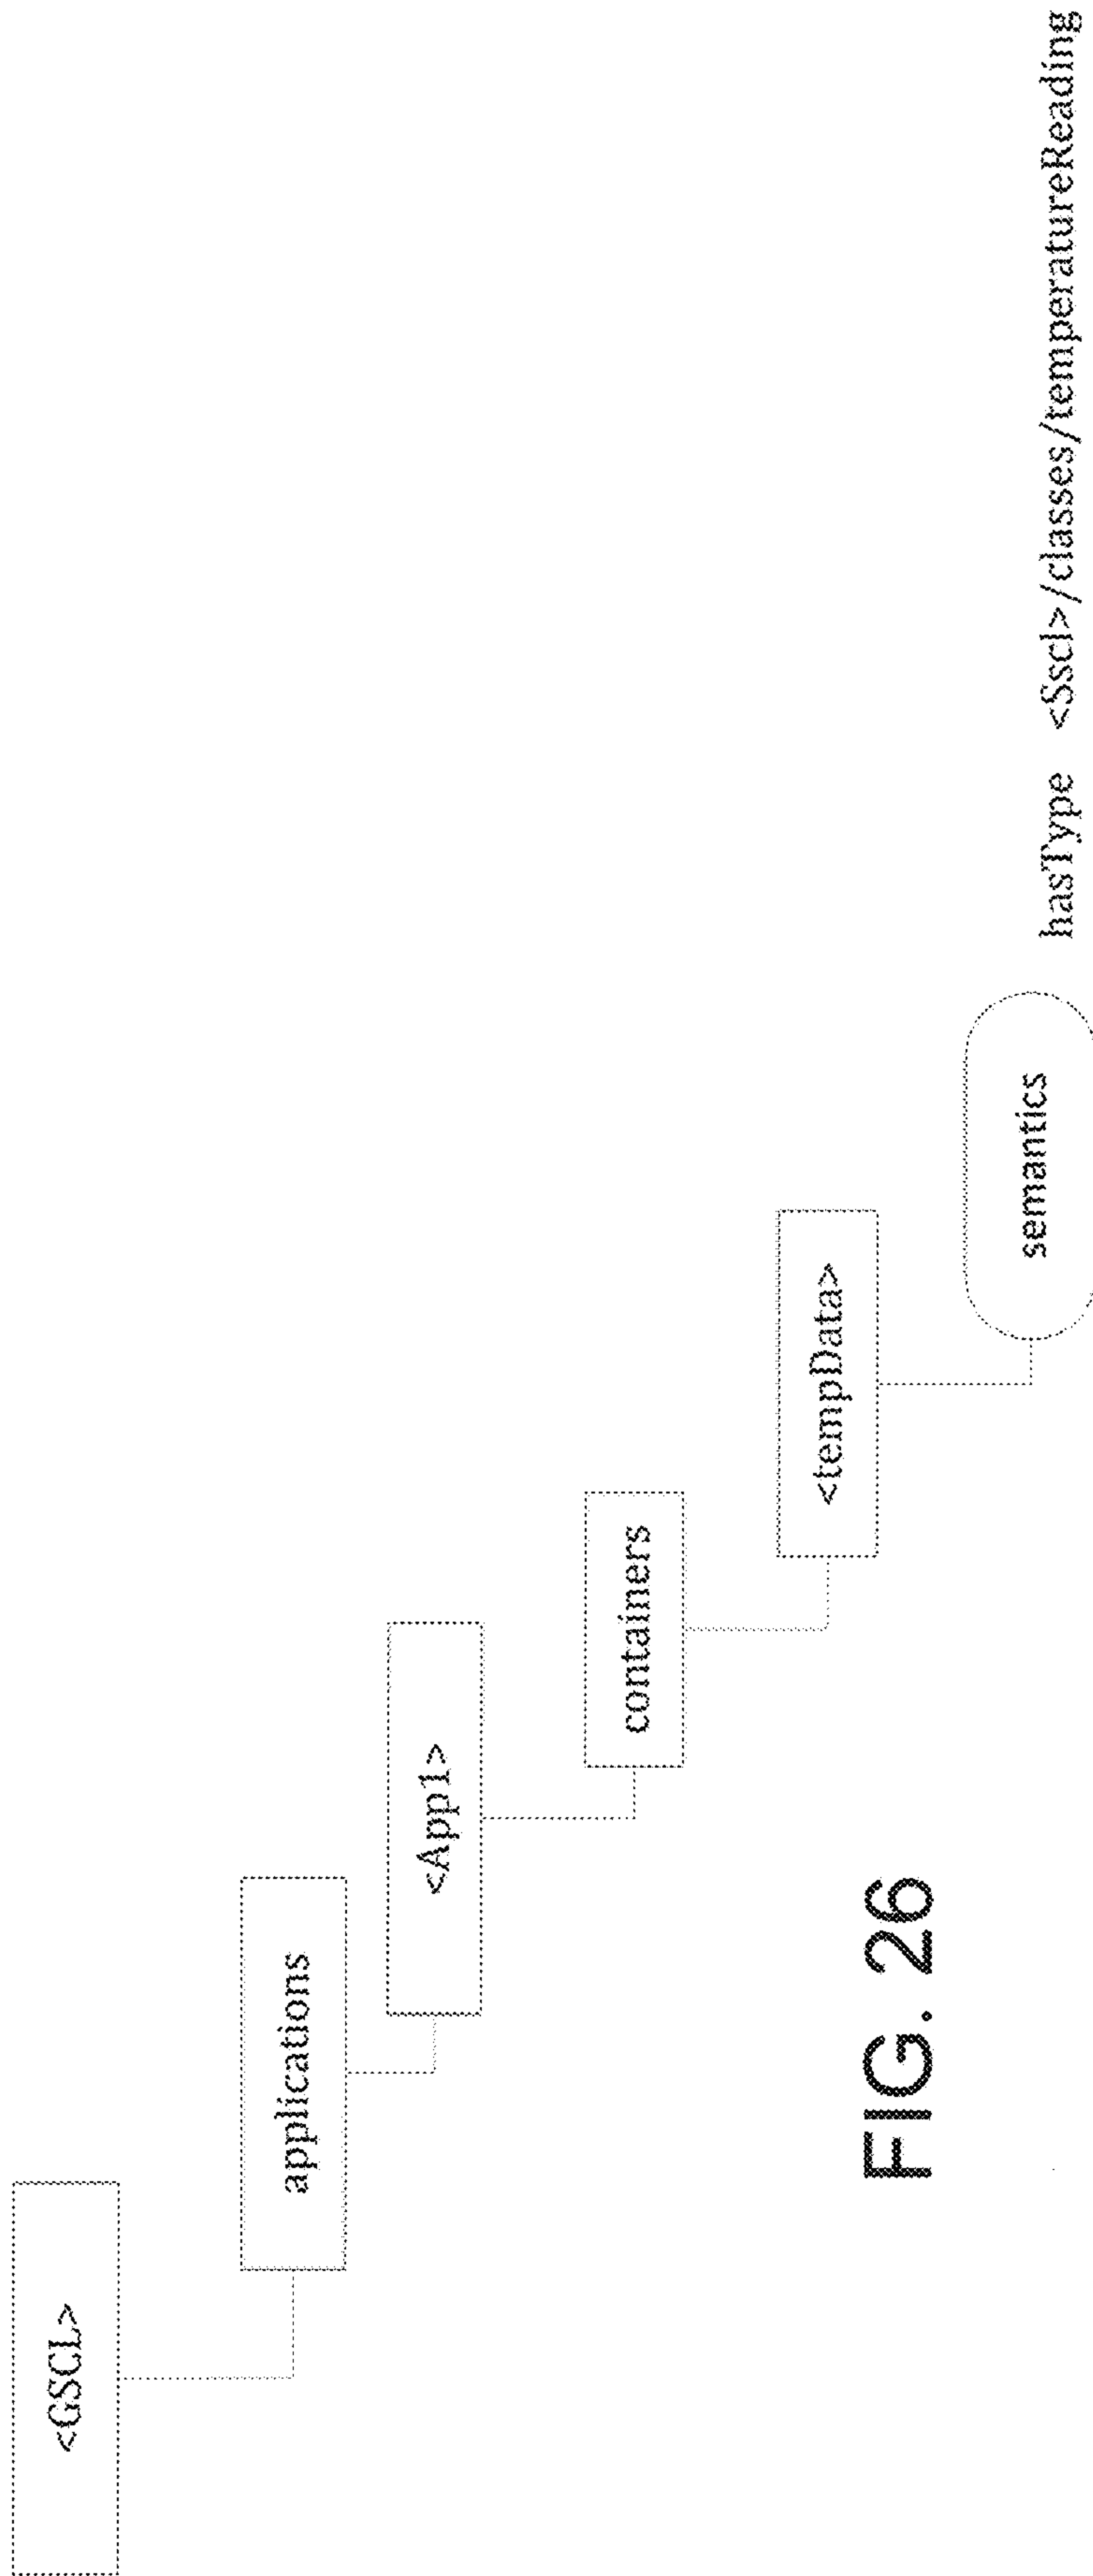 <GSCL>
applications
<App1>
containers
<tempData>
semantics
hasType <Sscl>/classes/temperatureReading
FIG. 26